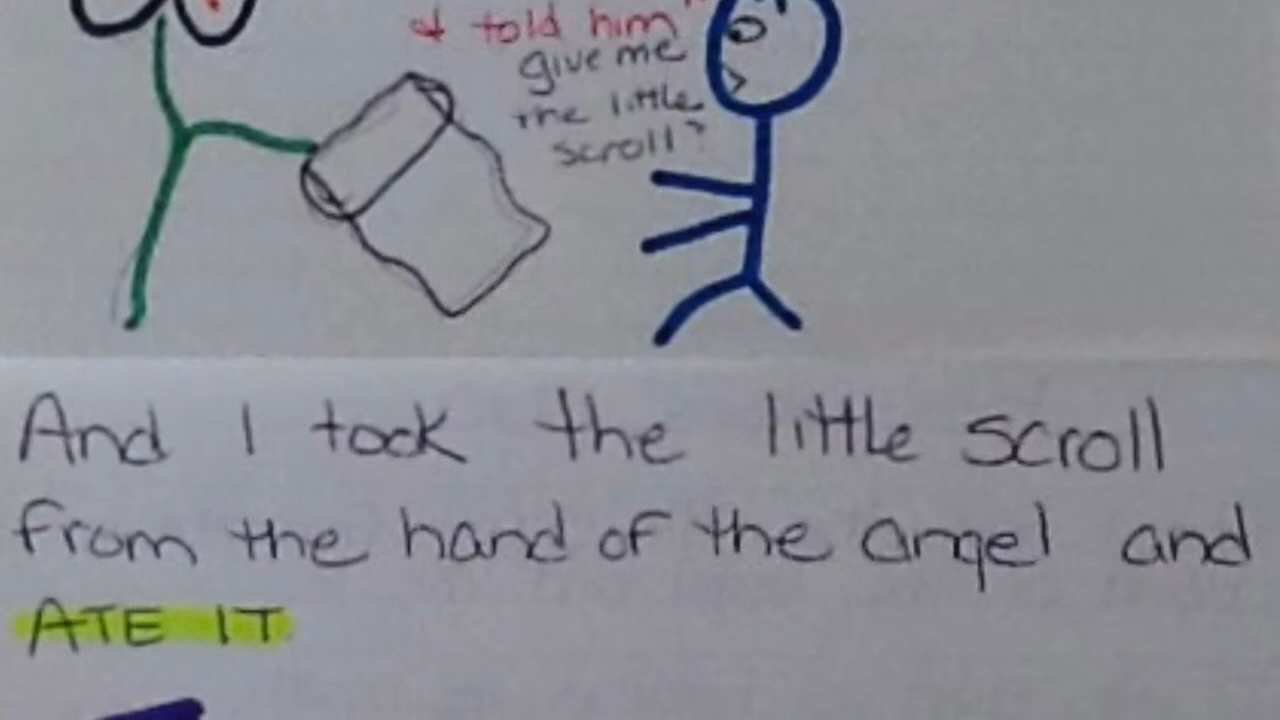 I told him"
give me
the little
scroll?
And I took the little scroll
from the hand of the angel and
ATE IT